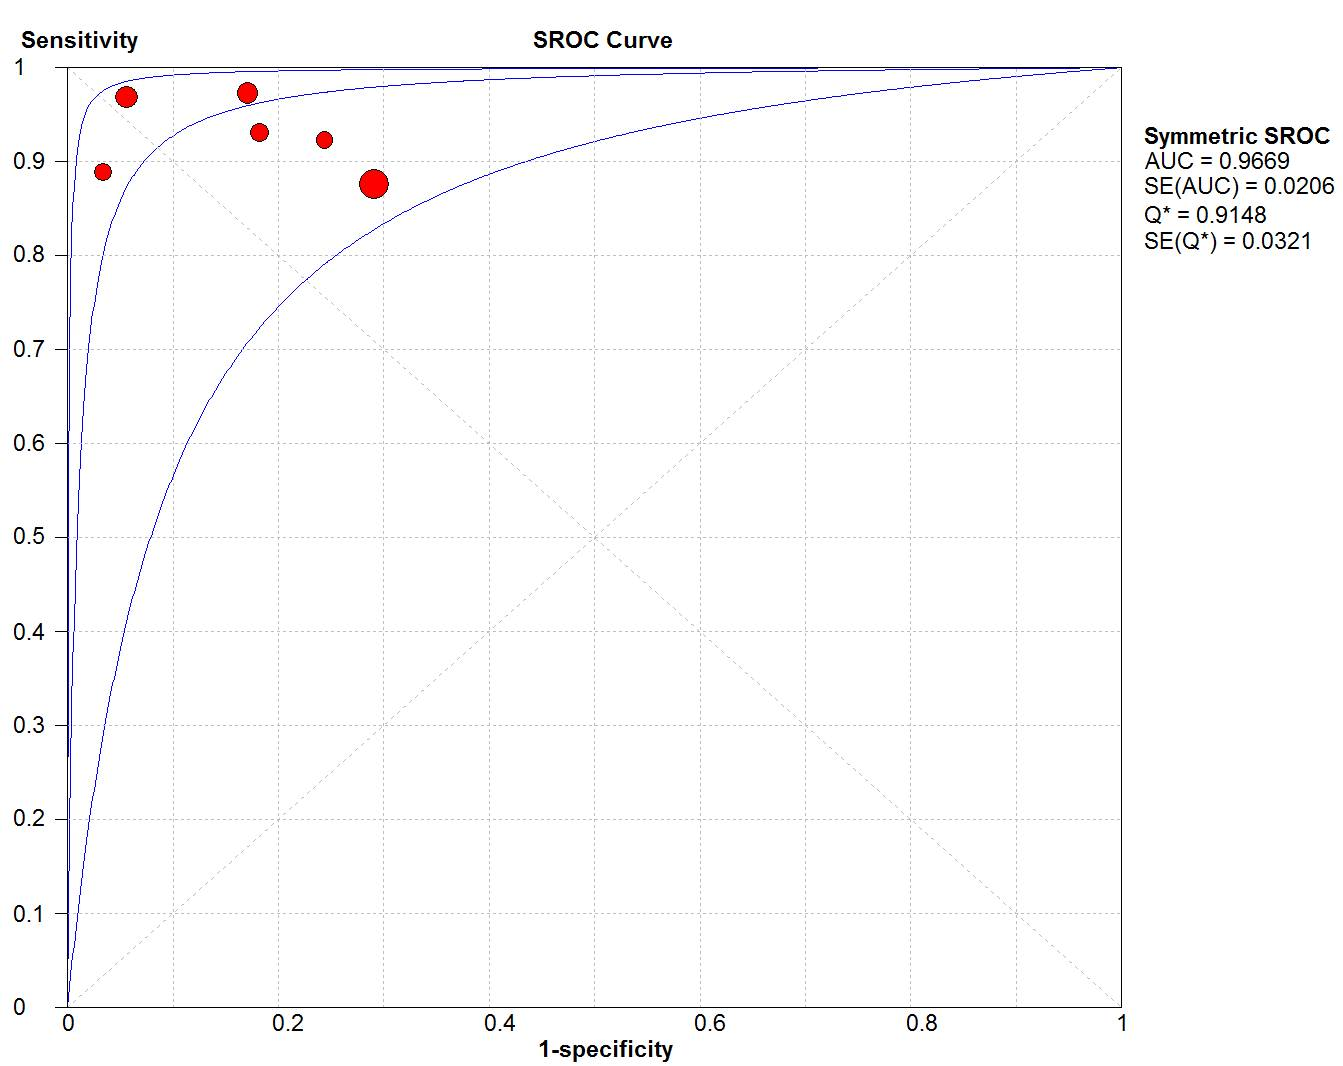 Sensitivity
SROC Curve
1
0.9
0.8
0.7
0.6
0.5
0.4
0.3
0.2
0.1
0
0 0.2 0.4 0.6 0.8 1
1-specificity
Symmetric SROC
AUC = 0.9669
SE(AUC) = 0.0206
Q* = 0.9148
SE(Q*) = 0.0321